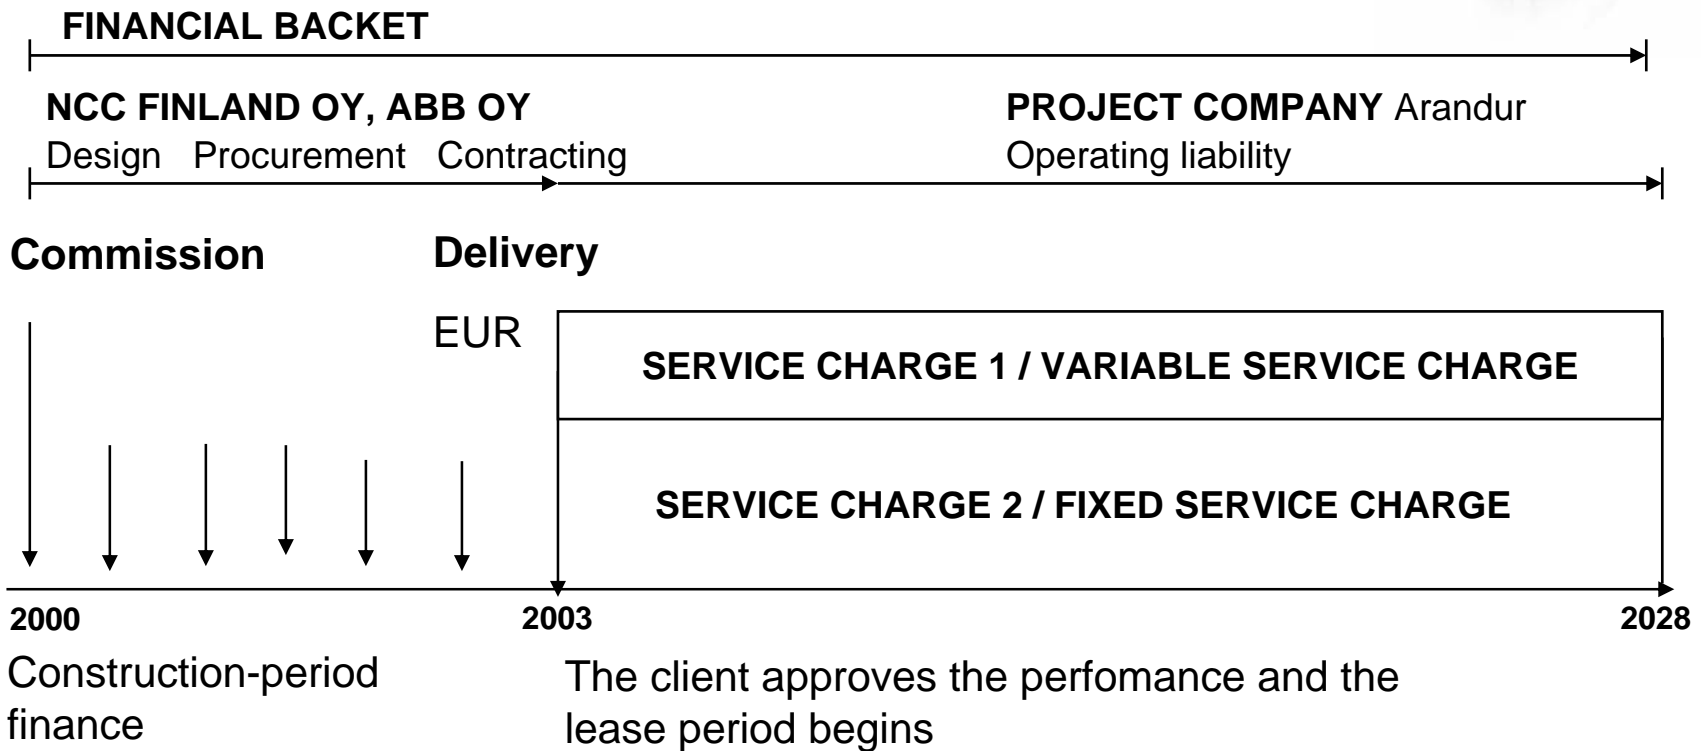 FINANCIAL BACKET
NCC FINLAND OY, ABB OY
Design Procurement Contracting
PROJECT COMPANY Arandur
Operating liability
Commission
Delivery
EUR
SERVICE CHARGE 1 / VARIABLE SERVICE CHARGE
SERVICE CHARGE 2 / FIXED SERVICE CHARGE
2000
2003
2028
Construction-period
finance
The client approves the perfomance and the
lease period begins